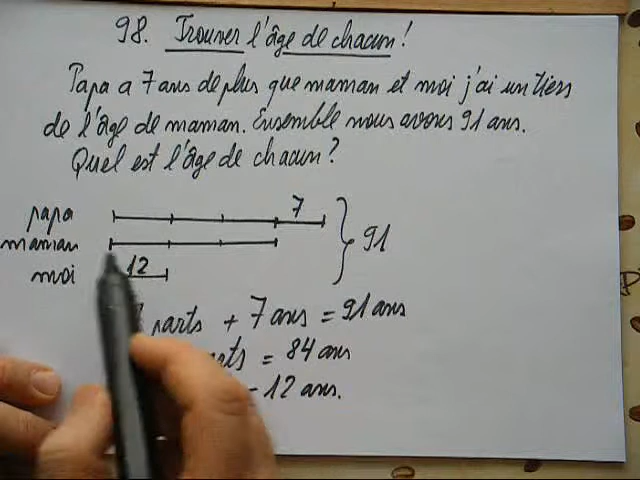 98. Trouver l'âge de chacun!
Papa a 7 ans de plus que maman et moi j'ai un tiers
de l'âge de maman. Ensemble nous avons 91 ans.
Quel est l'âge de chacun?
papa 7
maman 91
moi 12
parts + 7 ans = 91 ans
= 84 ans
12 ans.